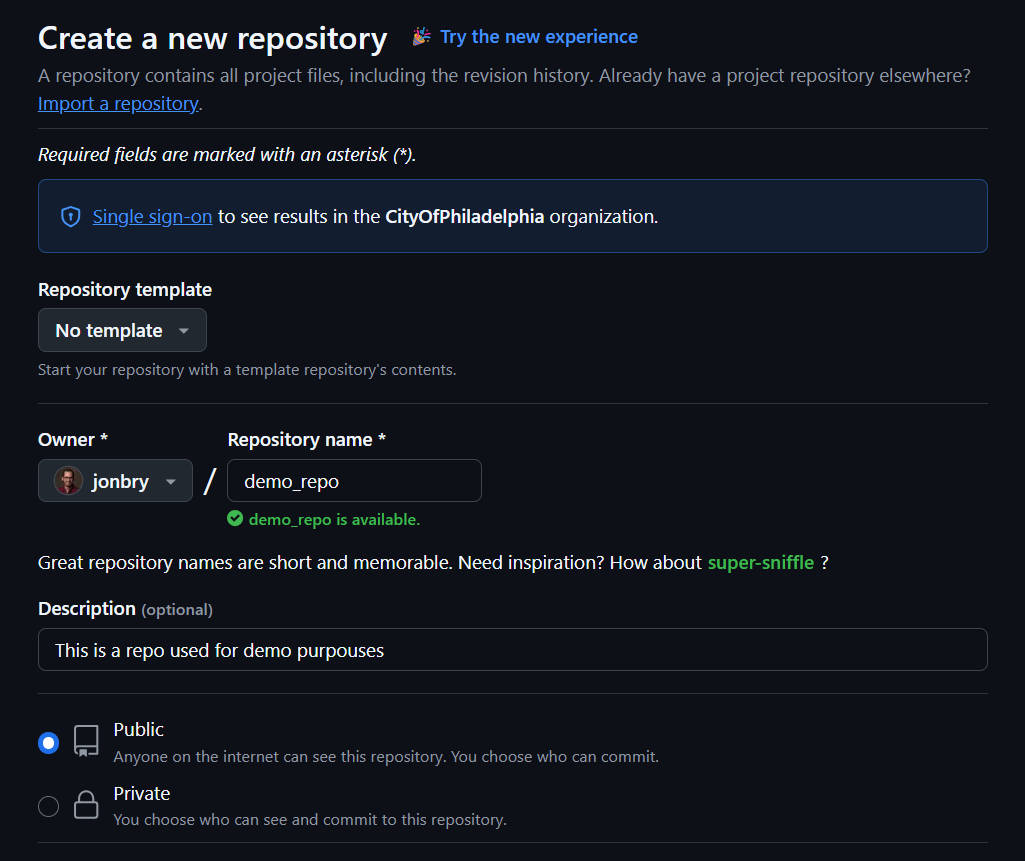 Create a new repository Try the new experience
A repository contains all project files, including the revision history. Already have a project repository elsewhere?
Import a repository.
Required fields are marked with an asterisk (*).
Single sign-on to see results in the CityOfPhiladelphia organization.
Repository template
No template
Start your repository with a template repository's contents.
Owner * Repository name *
jonbry / demo_repo
demo_repo is available.
Great repository names are short and memorable. Need inspiration? How about super-sniffle ?
Description (optional)
This is a repo used for demo purpouses
Public
Anyone on the internet can see this repository. You choose who can commit.
Private
You choose who can see and commit to this repository.